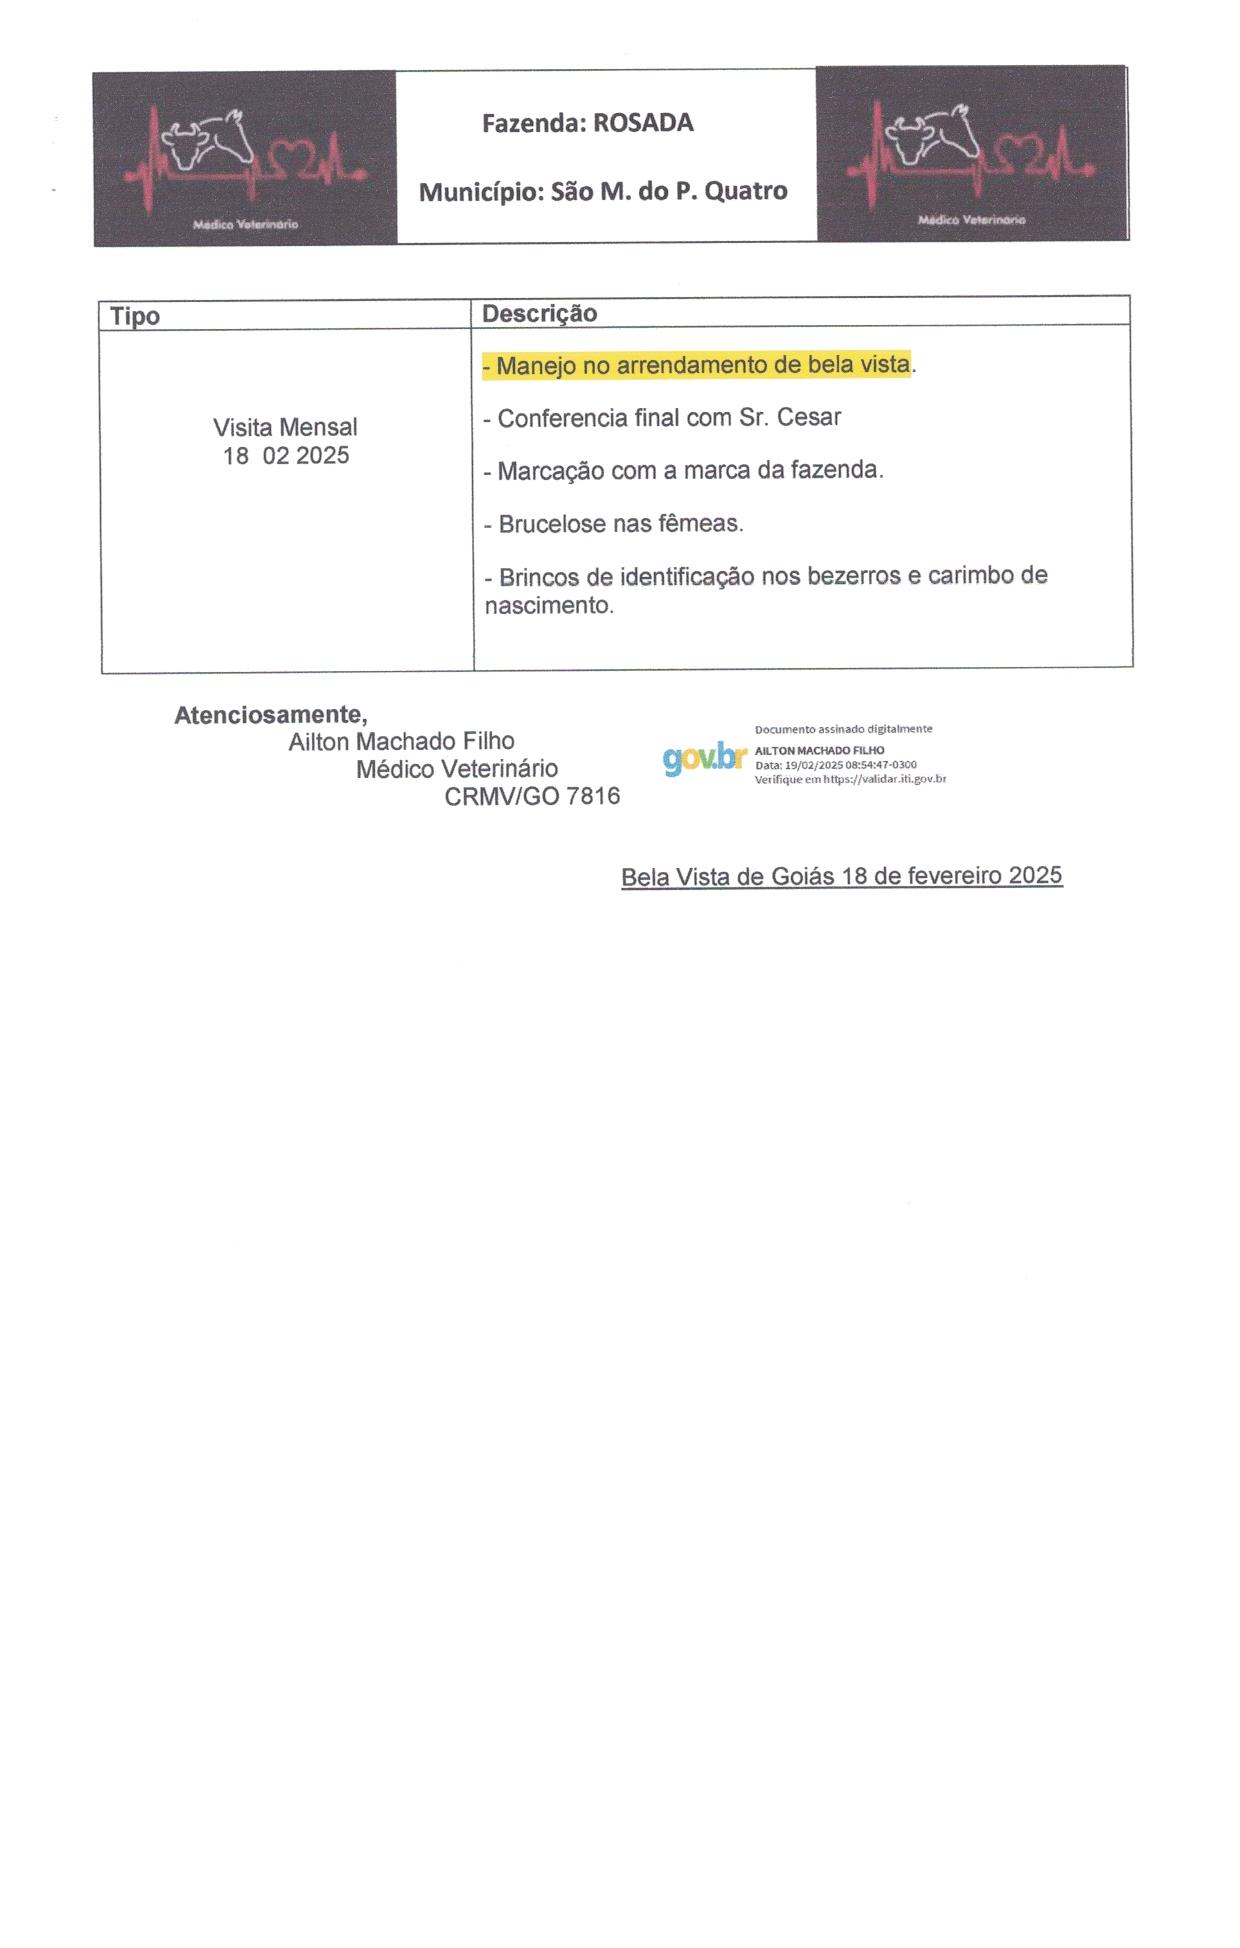 Médico Veterinário
Fazenda: ROSADA
Município: São M. do P. Quatro
Médico Veterinário
Tipo
Descrição
Visita Mensal
18 02 2025
- Manejo no arrendamento de bela vista.
- Conferencia final com Sr. Cesar
- Marcação com a marca da fazenda.
- Brucelose nas fêmeas.
- Brincos de identificação nos bezerros e carimbo de
nascimento.
Atenciosamente,
Ailton Machado Filho
Médico Veterinário
CRMV/GO 7816
gov.br
Documento assinado digitalmente
AILTON MACHADO FILHO
Data: 19/02/2025 08:54:47-0300
Verifique em https://validar.iti.gov.br
Bela Vista de Goiás 18 de fevereiro 2025